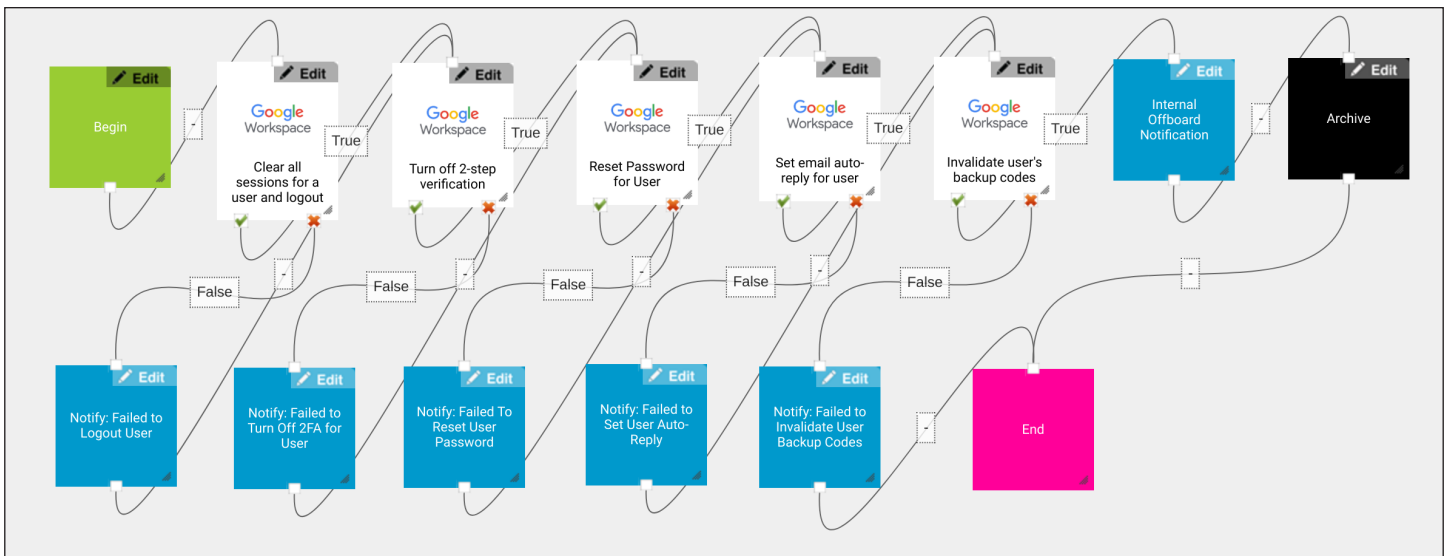 Edit
Begin
-
Edit
Google
Workspace
Clear all
sessions for a
user and logout
True
Edit
Google
Workspace
Turn off 2-step
verification
True
Edit
Google
Workspace
Reset Password
for User
True
Edit
Google
Workspace
Set email auto-
reply for user
True
Edit
Google
Workspace
Invalidate user's
backup codes
True
Edit
Internal
Offboard
Notification
-
Edit
Archive
False
-
False
-
False
-
False
-
False
-
Edit
Notify: Failed to
Logout User
Edit
Notify: Failed to
Turn Off 2FA for
User
Edit
Notify: Failed To
Reset User
Password
Edit
Notify: Failed to
Set User Auto-
Reply
Edit
Notify: Failed to
Invalidate User
Backup Codes
-
End